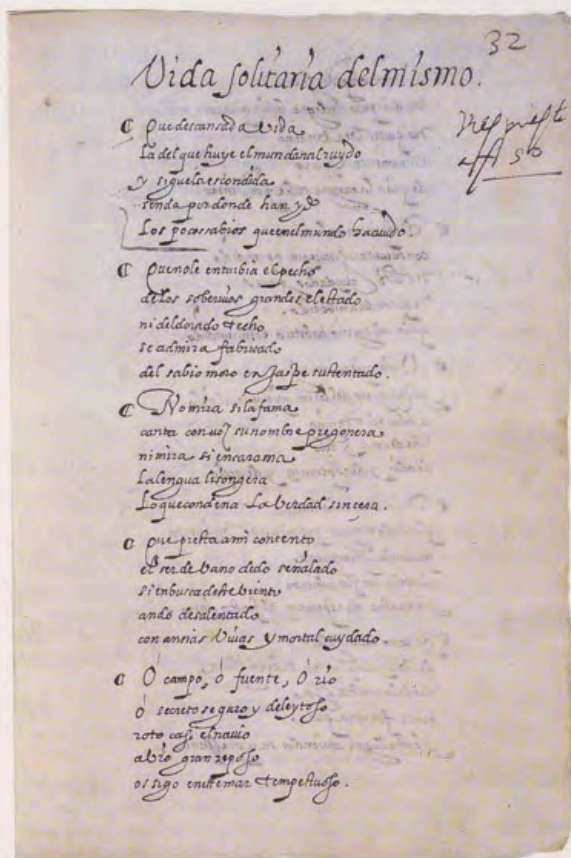 32
Vida solitaria del mismo.
Que descansada vida
La del que huye el mundanal ruydo
y sigue la escondida
senda por donde han ydo
Los pocos sabios que en el mundo ha auido.
Que no le enturbia el pecho
de los soberuios grandes el estado
ni del dorado techo
se admira fabricado
del sabio moro en Jaspe sustentado.
No mira si la fama
canta con voz su nombre pregonera
ni mira si encarama
La lengua lisongera
Lo que condena La verdad sincera.
que presta a mi contento
el ser de vano dedo señalado
si en busca deste viento
ando desalentado
con ansias viuas y mortal cuydado.
O campo, ó fuente, ó rio
ó secreto seguro y deleytoso
roto casi el nauio
a vro gran reposo
os sigo en este mar tempestuoso.